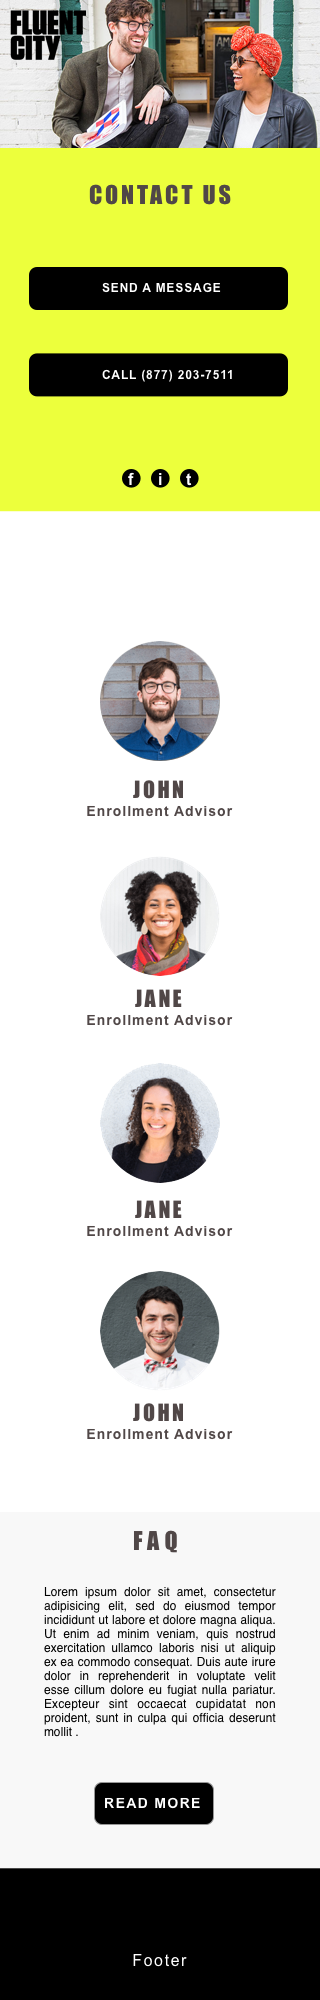 FLUENT
CITY
CONTACT US
SEND A MESSAGE
CALL (877) 203-7511
f i t
JOHN
Enrollment Advisor
JANE
Enrollment Advisor
JANE
Enrollment Advisor
JOHN
Enrollment Advisor
FAQ
Lorem ipsum dolor sit amet, consectetur
adipisicing elit, sed do eiusmod tempor
incididunt ut labore et dolore magna aliqua.
Ut enim ad minim veniam, quis nostrud
exercitation ullamco laboris nisi ut aliquip
ex ea commodo consequat. Duis aute irure
dolor in reprehenderit in voluptate velit
esse cillum dolore eu fugiat nulla pariatur.
Excepteur sint occaecat cupidatat non
proident, sunt in culpa qui officia deserunt
mollit .
READ MORE
Footer